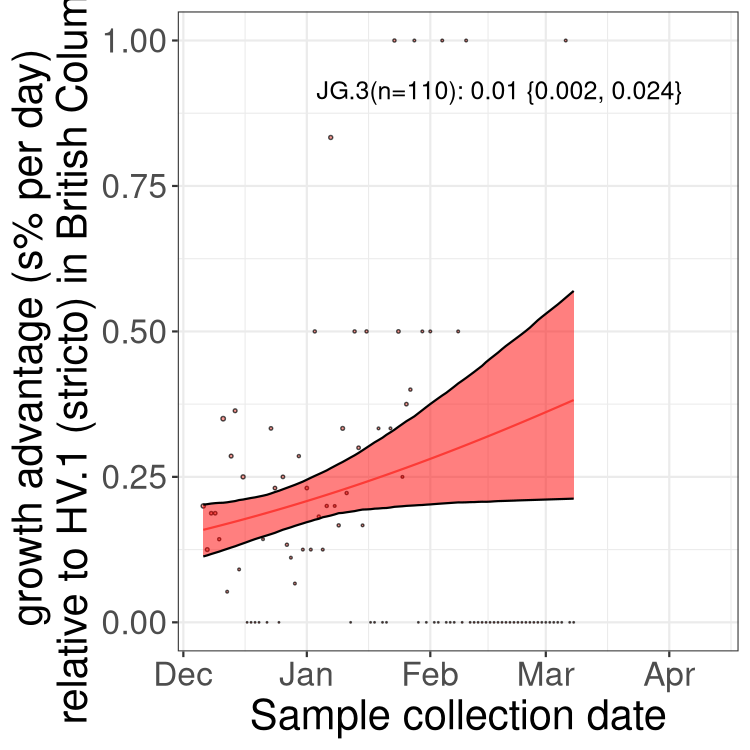 growth advantage (s% per day)
relative to HV.1 (stricto) in British Colum
1.00
0.75
0.50
0.25
0.00
JG.3(n=110): 0.01 {0.002, 0.024}
Dec Jan Feb Mar Apr
Sample collection date